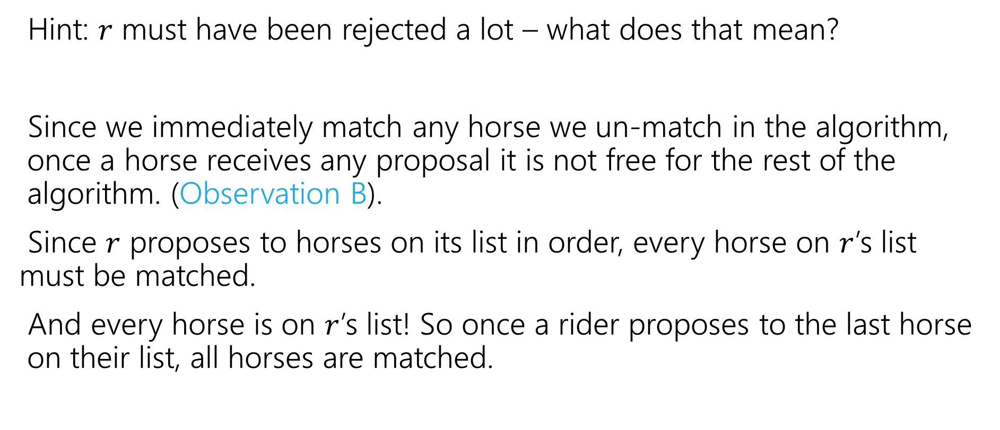 Hint: r must have been rejected a lot – what does that mean?
Since we immediately match any horse we un-match in the algorithm,
once a horse receives any proposal it is not free for the rest of the
algorithm. (Observation B).
Since r proposes to horses on its list in order, every horse on r’s list
must be matched.
And every horse is on r’s list! So once a rider proposes to the last horse
on their list, all horses are matched.